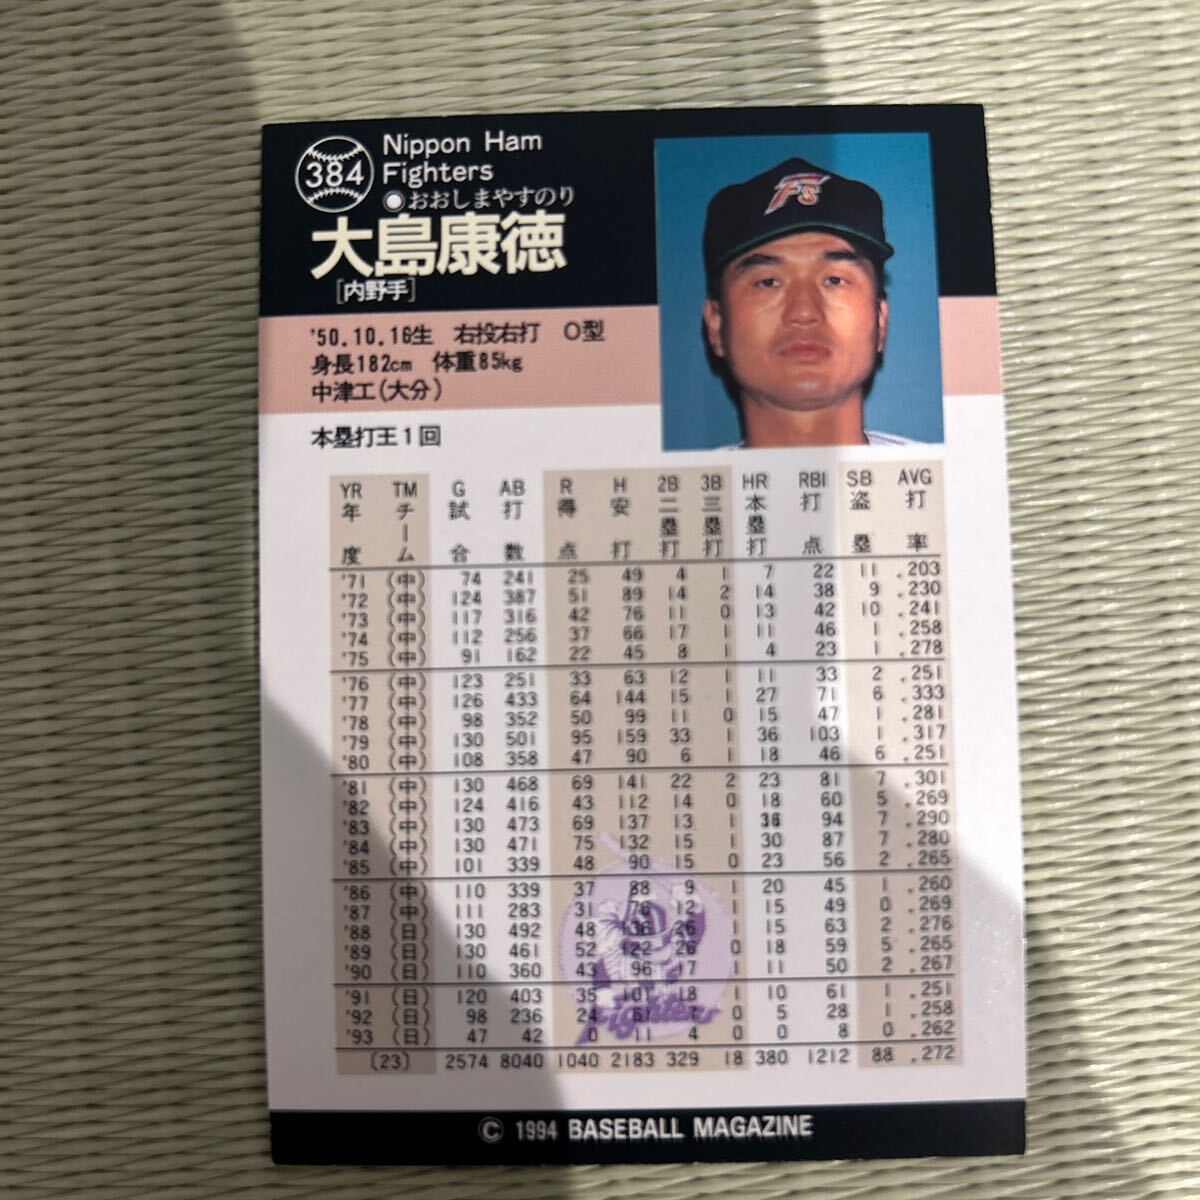 384
Nippon Ham
Fighters
●おおしまやすのり
大島康徳
[内野手]
'50.10.16生 右投右打 O型
身長182cm 体重85kg
中津工(大分)
本塁打王1回
YR TM G AB R H 2B 3B HR RBI SB AVG
年度 チーム 試合 打数 得点 安打 二塁打 三塁打 本塁打 打点 盗塁 打率
'71 (中) 74 241 25 49 4 1 7 22 11 .203
'72 (中) 124 387 51 89 14 2 14 38 9 .230
'73 (中) 117 316 42 76 11 0 13 42 10 .241
'74 (中) 112 256 37 66 17 1 11 46 1 .258
'75 (中) 91 162 22 45 8 1 4 23 1 .278
'76 (中) 123 251 33 63 12 1 11 33 2 .251
'77 (中) 126 433 64 144 15 1 27 71 6 .333
'78 (中) 98 352 50 99 11 0 15 47 1 .281
'79 (中) 130 501 95 159 33 1 36 103 1 .317
'80 (中) 108 358 47 90 6 1 18 46 6 .251
'81 (中) 130 468 69 141 22 2 23 81 7 .301
'82 (中) 124 416 43 112 14 0 18 60 5 .269
'83 (中) 130 473 69 137 13 1 36 94 7 .290
'84 (中) 130 471 75 132 15 1 30 87 7 .280
'85 (中) 101 339 48 90 15 0 23 56 2 .265
'86 (中) 110 339 37 88 9 1 20 45 1 .260
'87 (中) 111 283 31 76 12 1 15 49 0 .269
'88 (日) 130 492 48 136 26 1 15 63 2 .276
'89 (日) 130 461 52 122 26 0 18 59 5 .265
'90 (日) 110 360 43 96 17 1 11 50 2 .267
'91 (日) 120 403 35 101 18 1 10 61 1 .251
'92 (日) 98 236 24 61 7 0 5 28 1 .258
'93 (日) 47 42 0 11 4 0 0 8 0 .262
(23) 2574 8040 1040 2183 329 18 380 1212 88 .272
Fighters
© 1994 BASEBALL MAGAZINE
Fs